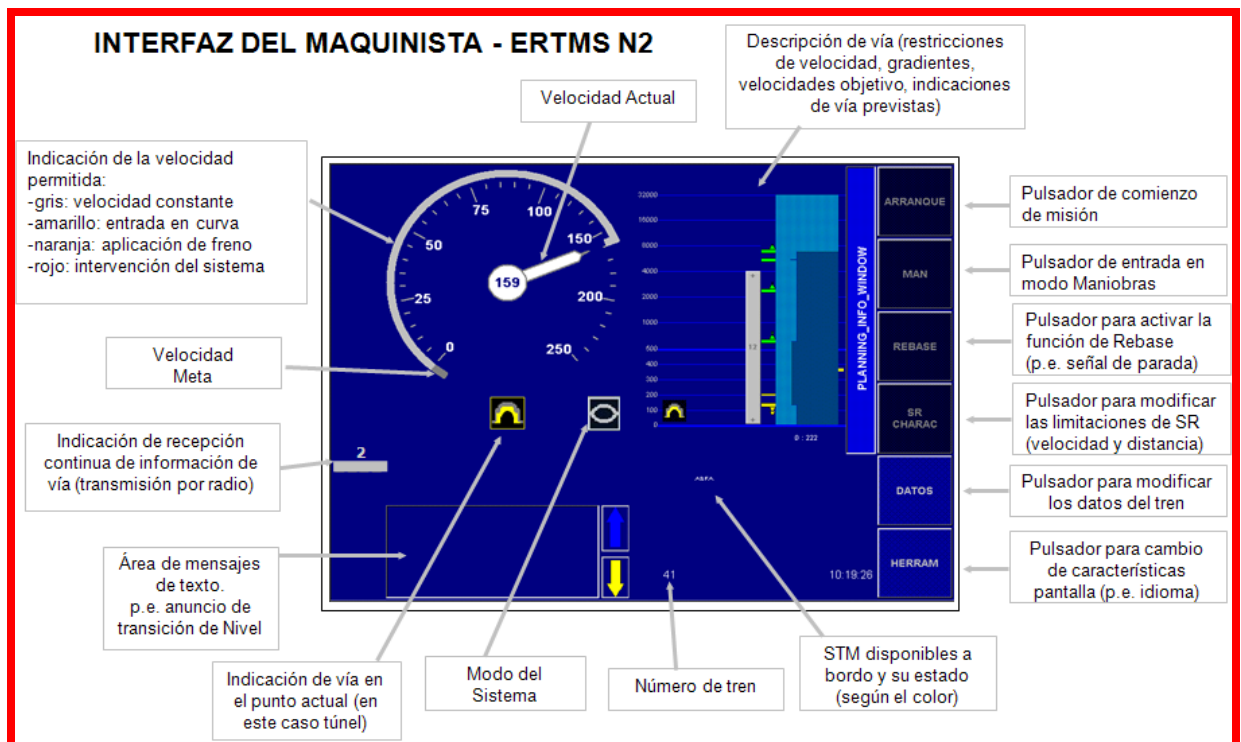 INTERFAZ DEL MAQUINISTA - ERTMS N2
Descripción de vía (restricciones
de velocidad, gradientes,
velocidades objetivo, indicaciones
de vía previstas)
Velocidad Actual
Indicación de la velocidad
permitida:
-gris: velocidad constante
-amarillo: entrada en curva
-naranja: aplicación de freno
-rojo: intervención del sistema
Velocidad
Meta
Indicación de recepción
continua de información de
vía (transmisión por radio)
Área de mensajes
de texto.
p.e. anuncio de
transición de Nivel
0
25
50
75
100
150
200
250
159
2
32000
16000
8000
4000
2000
1000
500
400
300
200
100
0
12
0 : 222
PLANNING_INFO_WINDOW
ASFA
41
10:19:26
ARRANQUE
MAN
REBASE
SR
CHARAC
DATOS
HERRAM
Pulsador de comienzo
de misión
Pulsador de entrada en
modo Maniobras
Pulsador para activar la
función de Rebase
(p.e. señal de parada)
Pulsador para modificar
las limitaciones de SR
(velocidad y distancia)
Pulsador para modificar
los datos del tren
Pulsador para cambio
de características
pantalla (p.e. idioma)
Indicación de vía en
el punto actual (en
este caso túnel)
Modo del
Sistema
Número de tren
STM disponibles a
bordo y su estado
(según el color)